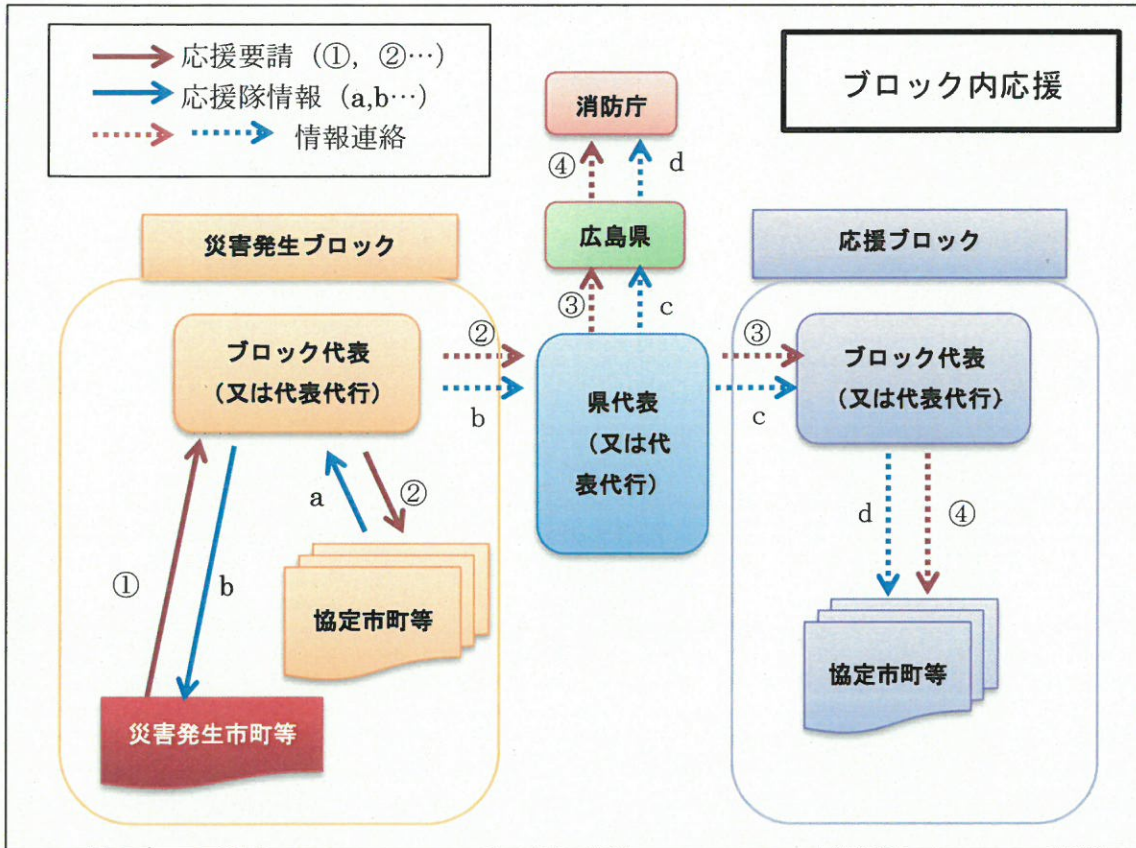 応援要請（①，②…）
応援隊情報（a,b…）
情報連絡
ブロック内応援
消防庁
④
d
広島県
③
c
災害発生ブロック
応援ブロック
ブロック代表
（又は代表代行）
②
b
県代表
（又は代
表代行）
③
c
ブロック代表
（又は代表代行）
①
b
a
②
協定市町等
災害発生市町等
d
④
協定市町等